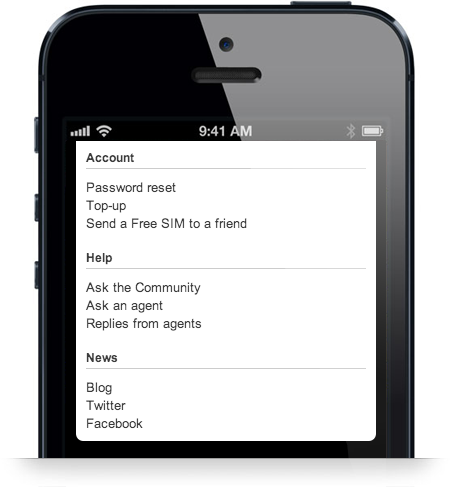 9:41 AM
Account
Password reset
Top-up
Send a Free SIM to a friend
Help
Ask the Community
Ask an agent
Replies from agents
News
Blog
Twitter
Facebook